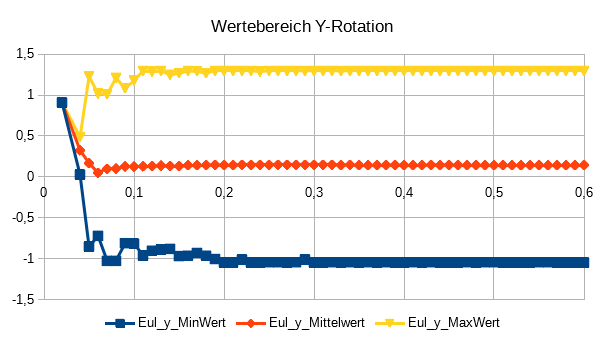 Wertebereich Y-Rotation
1,5
1
0,5
0
-0,5
-1
-1,5
0 0,1 0,2 0,3 0,4 0,5 0,6
Eul_y_MinWert Eul_y_Mittelwert Eul_y_MaxWert